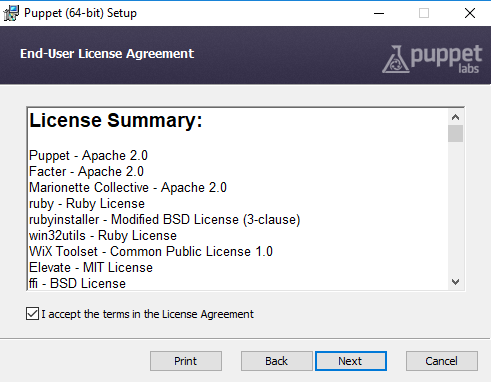 Puppet (64-bit) Setup
End-User License Agreement
puppet
labs
License Summary:
Puppet - Apache 2.0
Facter - Apache 2.0
Marionette Collective - Apache 2.0
ruby - Ruby License
rubyinstaller - Modified BSD License (3-clause)
win32utils - Ruby License
WiX Toolset - Common Public License 1.0
Elevate - MIT License
ffi - BSD License
I accept the terms in the License Agreement
Print Back Next Cancel